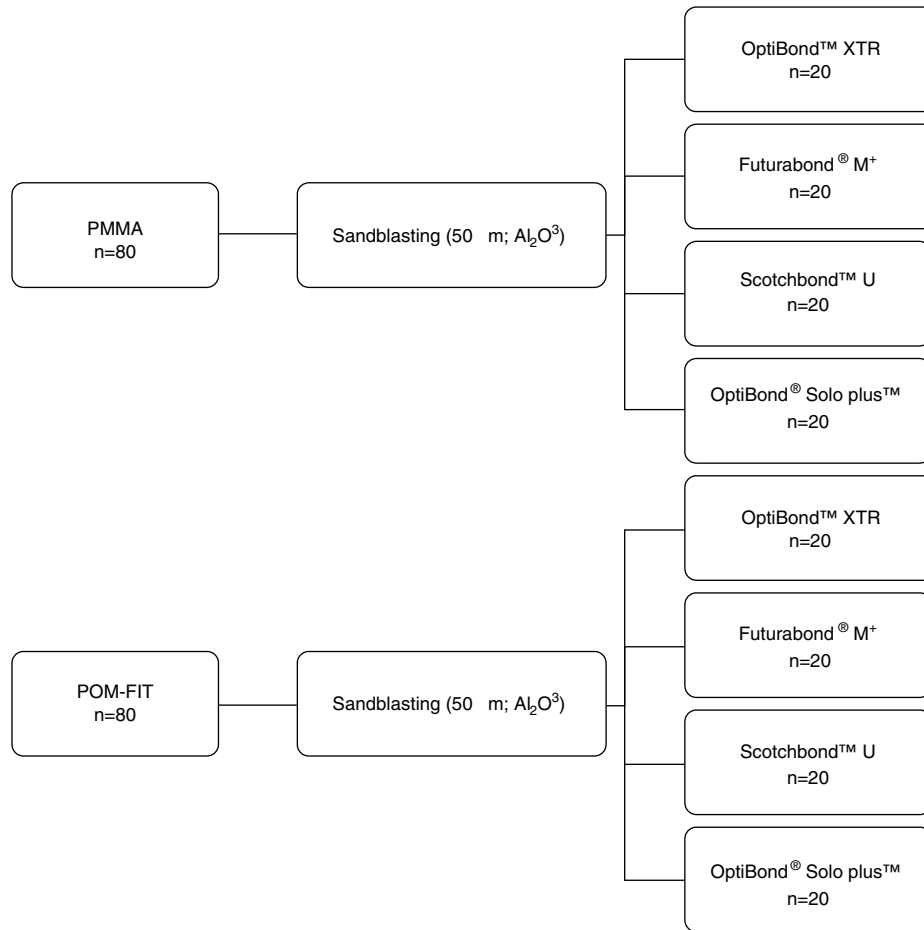 PMMA
n=80
Sandblasting (50 m; Al₂O³)
OptiBond™ XTR
n=20
Futurabond® M⁺
n=20
Scotchbond™ U
n=20
OptiBond® Solo plus™
n=20
POM-FIT
n=80
Sandblasting (50 m; Al₂O³)
OptiBond™ XTR
n=20
Futurabond® M⁺
n=20
Scotchbond™ U
n=20
OptiBond® Solo plus™
n=20